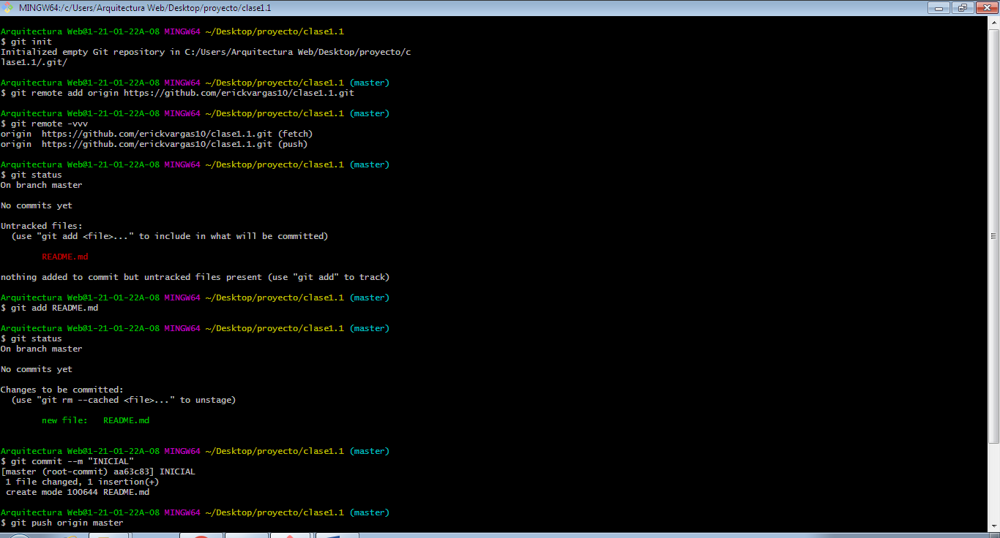 MINGW64:/c/Users/Arquitectura Web/Desktop/proyecto/clase1.1
Arquitectura Web@1-21-01-22A-08 MINGW64 ~/Desktop/proyecto/clase1.1
$ git init
Initialized empty Git repository in C:/Users/Arquitectura Web/Desktop/proyecto/c
lase1.1/.git/
Arquitectura Web@1-21-01-22A-08 MINGW64 ~/Desktop/proyecto/clase1.1 (master)
$ git remote add origin https://github.com/erickvargas10/clase1.1.git
Arquitectura Web@1-21-01-22A-08 MINGW64 ~/Desktop/proyecto/clase1.1 (master)
$ git remote -vvv
origin  https://github.com/erickvargas10/clase1.1.git (fetch)
origin  https://github.com/erickvargas10/clase1.1.git (push)
Arquitectura Web@1-21-01-22A-08 MINGW64 ~/Desktop/proyecto/clase1.1 (master)
$ git status
On branch master
No commits yet
Untracked files:
  (use "git add <file>..." to include in what will be committed)
        README.md
nothing added to commit but untracked files present (use "git add" to track)
Arquitectura Web@1-21-01-22A-08 MINGW64 ~/Desktop/proyecto/clase1.1 (master)
$ git add README.md
Arquitectura Web@1-21-01-22A-08 MINGW64 ~/Desktop/proyecto/clase1.1 (master)
$ git status
On branch master
No commits yet
Changes to be committed:
  (use "git rm --cached <file>..." to unstage)
        new file:   README.md
Arquitectura Web@1-21-01-22A-08 MINGW64 ~/Desktop/proyecto/clase1.1 (master)
$ git commit --m "INICIAL"
[master (root-commit) aa63c83] INICIAL
 1 file changed, 1 insertion(+)
 create mode 100644 README.md
Arquitectura Web@1-21-01-22A-08 MINGW64 ~/Desktop/proyecto/clase1.1 (master)
$ git push origin master